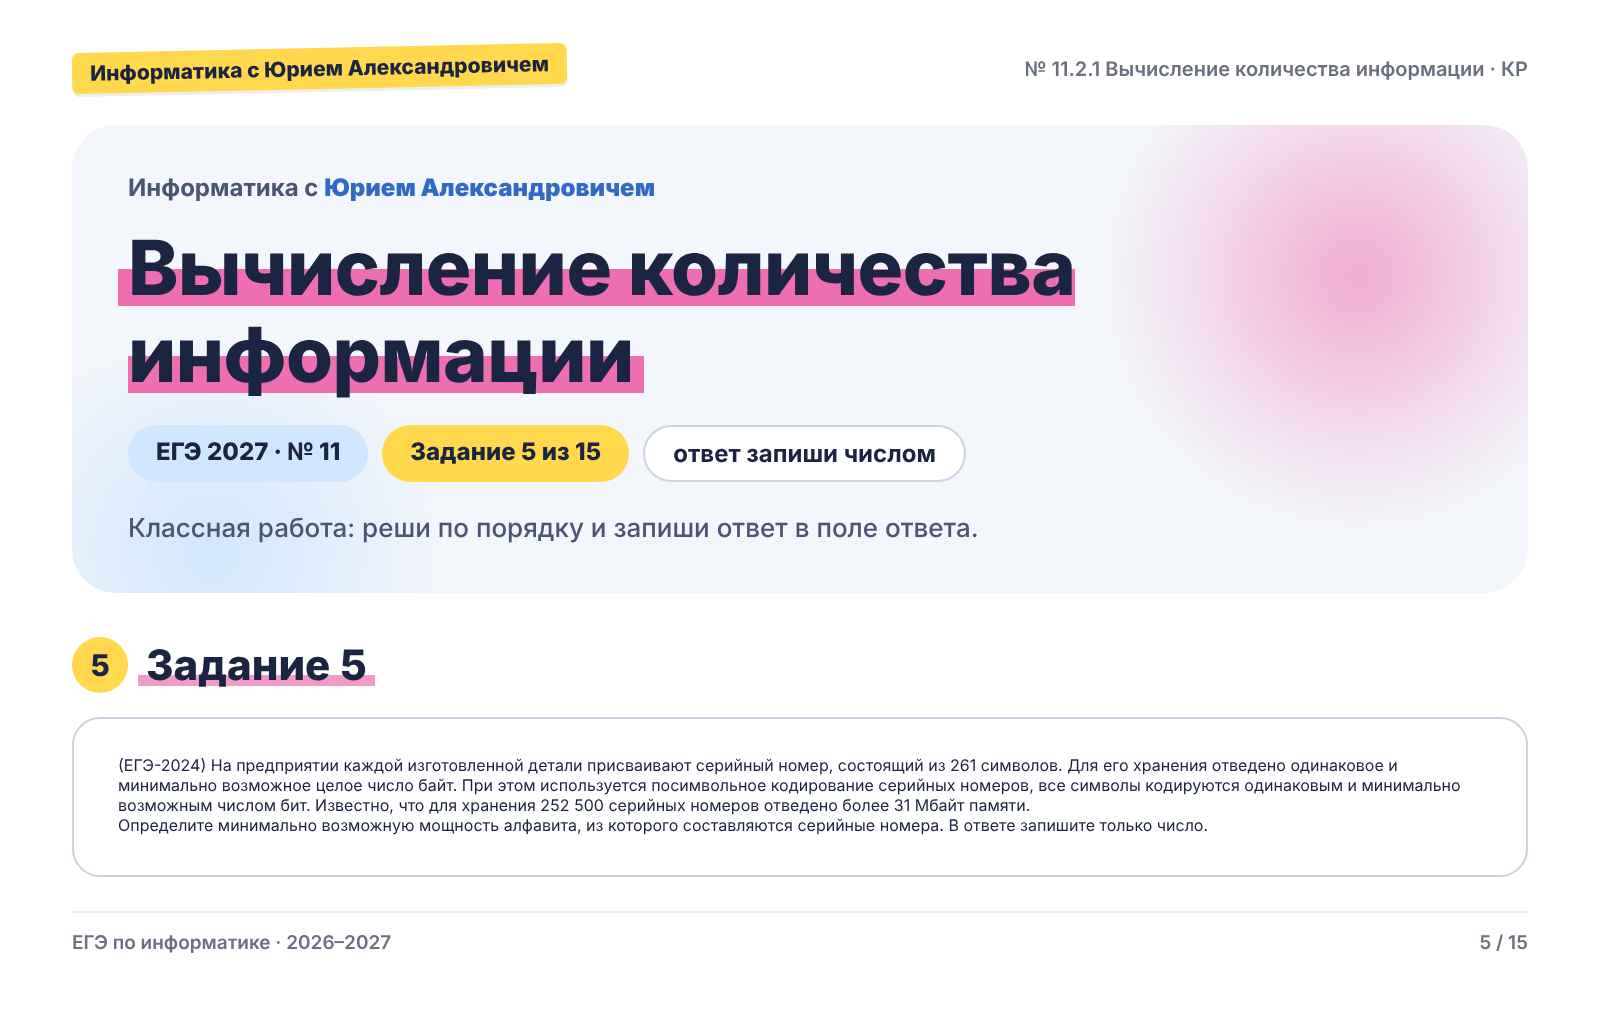 Информатика с Юрием Александровичем
№ 11.2.1 Вычисление количества информации · КР
Информатика с Юрием Александровичем
Вычисление количества
информации
ЕГЭ 2027 · № 11
Задание 5 из 15
ответ запиши числом
Классная работа: реши по порядку и запиши ответ в поле ответа.
5
Задание 5
(ЕГЭ-2024) На предприятии каждой изготовленной детали присваивают серийный номер, состоящий из 261 символов. Для его хранения отведено одинаковое и
минимально возможное целое число байт. При этом используется посимвольное кодирование серийных номеров, все символы кодируются одинаковым и минимально
возможным числом бит. Известно, что для хранения 252 500 серийных номеров отведено более 31 Мбайт памяти.
Определите минимально возможную мощность алфавита, из которого составляются серийные номера. В ответе запишите только число.
ЕГЭ по информатике · 2026–2027
5 / 15